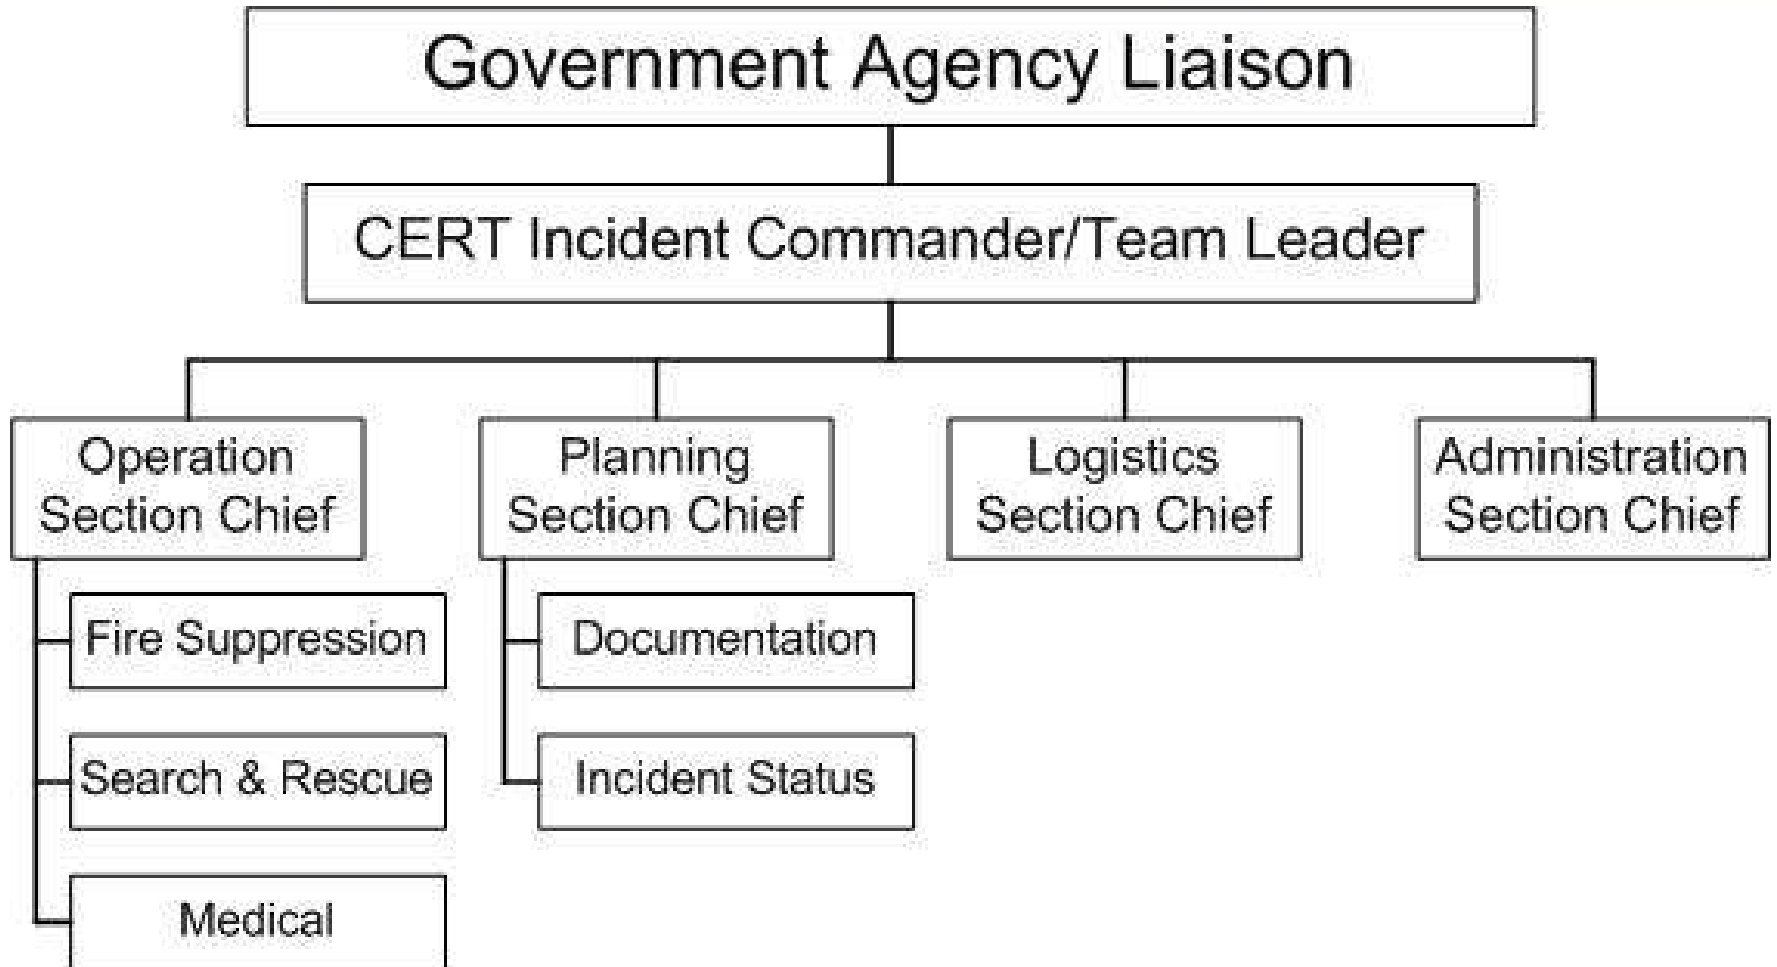 Government Agency Liaison
CERT Incident Commander/Team Leader
Operation
Section Chief
Planning
Section Chief
Logistics
Section Chief
Administration
Section Chief
Fire Suppression
Documentation
Search & Rescue
Incident Status
Medical